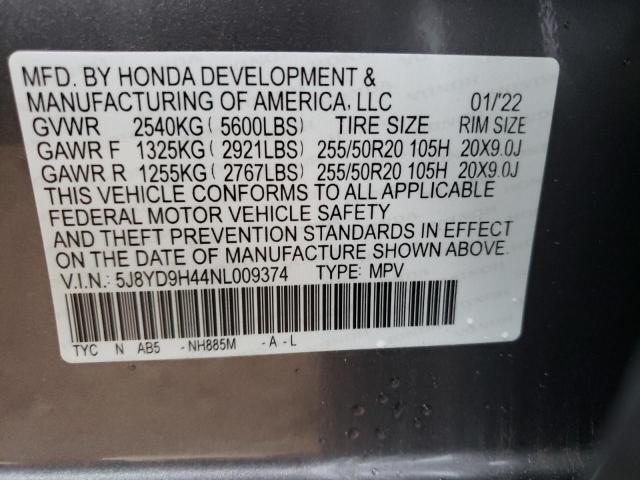 MFD. BY HONDA DEVELOPMENT &
MANUFACTURING OF AMERICA, LLC 01/'22
GVWR 2540KG ( 5600LBS) TIRE SIZE RIM SIZE
GAWR F 1325KG ( 2921LBS) 255/50R20 105H 20X9.0J
GAWR R 1255KG ( 2767LBS) 255/50R20 105H 20X9.0J
THIS VEHICLE CONFORMS TO ALL APPLICABLE
FEDERAL MOTOR VEHICLE SAFETY
AND THEFT PREVENTION STANDARDS IN EFFECT
ON THE DATE OF MANUFACTURE SHOWN ABOVE.
V.I.N.: 5J8YD9H44NL009374 TYPE: MPV
TYC N AB5 -NH885M -A-L